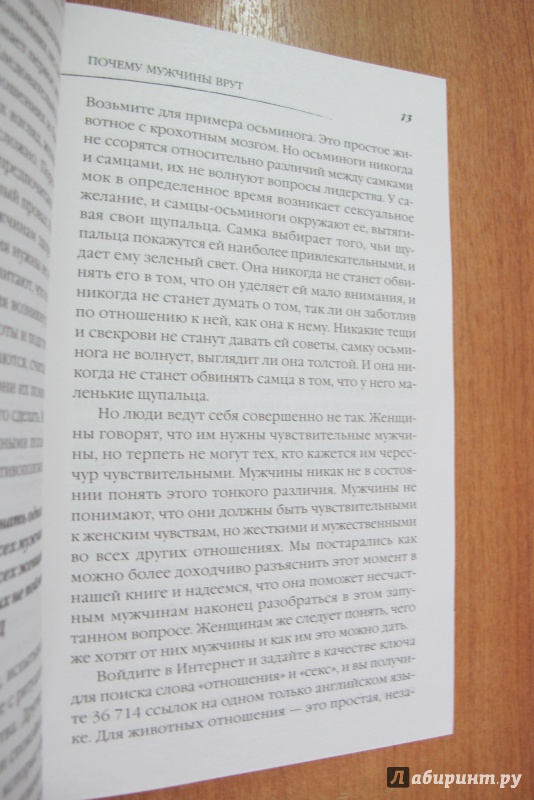 ПОЧЕМУ МУЖЧИНЫ ВРУТ
13
Возьмите для примера осьминога. Это простое жи-
вотное с крохотным мозгом. Но осьминоги никогда
не ссорятся относительно различий между самками
и самцами, их не волнуют вопросы лидерства. У са-
мок в определенное время возникает сексуальное
желание, и самцы-осьминоги окружают ее, вытяги-
вая свои щупальца. Самка выбирает того, чьи щу-
пальца покажутся ей наиболее привлекательными, и
дает ему зеленый свет. Она никогда не станет обви-
нять его в том, что он уделяет ей мало внимания, и
никогда не станет думать о том, так ли он заботлив
по отношению к ней, как она к нему. Никакие тещи
и свекрови не станут давать ей советы, самку осьми-
нога не волнует, выглядит ли она толстой. И она ни-
когда не станет обвинять самца в том, что у него ма-
ленькие щупальца.
Но люди ведут себя совершенно не так. Женщи-
ны говорят, что им нужны чувствительные мужчи-
ны, но терпеть не могут тех, кто кажется им черес-
чур чувствительными. Мужчины никак не в состоя-
нии понять этого тонкого различия. Мужчины не
понимают, что они должны быть чувствительными
к женским чувствам, но жесткими и мужественными
во всех других отношениях. Мы постарались как
можно более доходчиво разъяснить этот момент в
нашей книге и надеемся, что она поможет несчаст-
ным мужчинам наконец разобраться в этом запу-
танном вопросе. Женщинам же следует понять, чего
же хотят от них мужчины и как им это можно дать.
Войдите в Интернет и задайте в качестве ключа
для поиска слова «отношения» и «секс», и вы получи-
те 36 714 ссылок на одном только английском язы-
ке. Для животных отношения — это простая, неза-
Лабиринт.ру